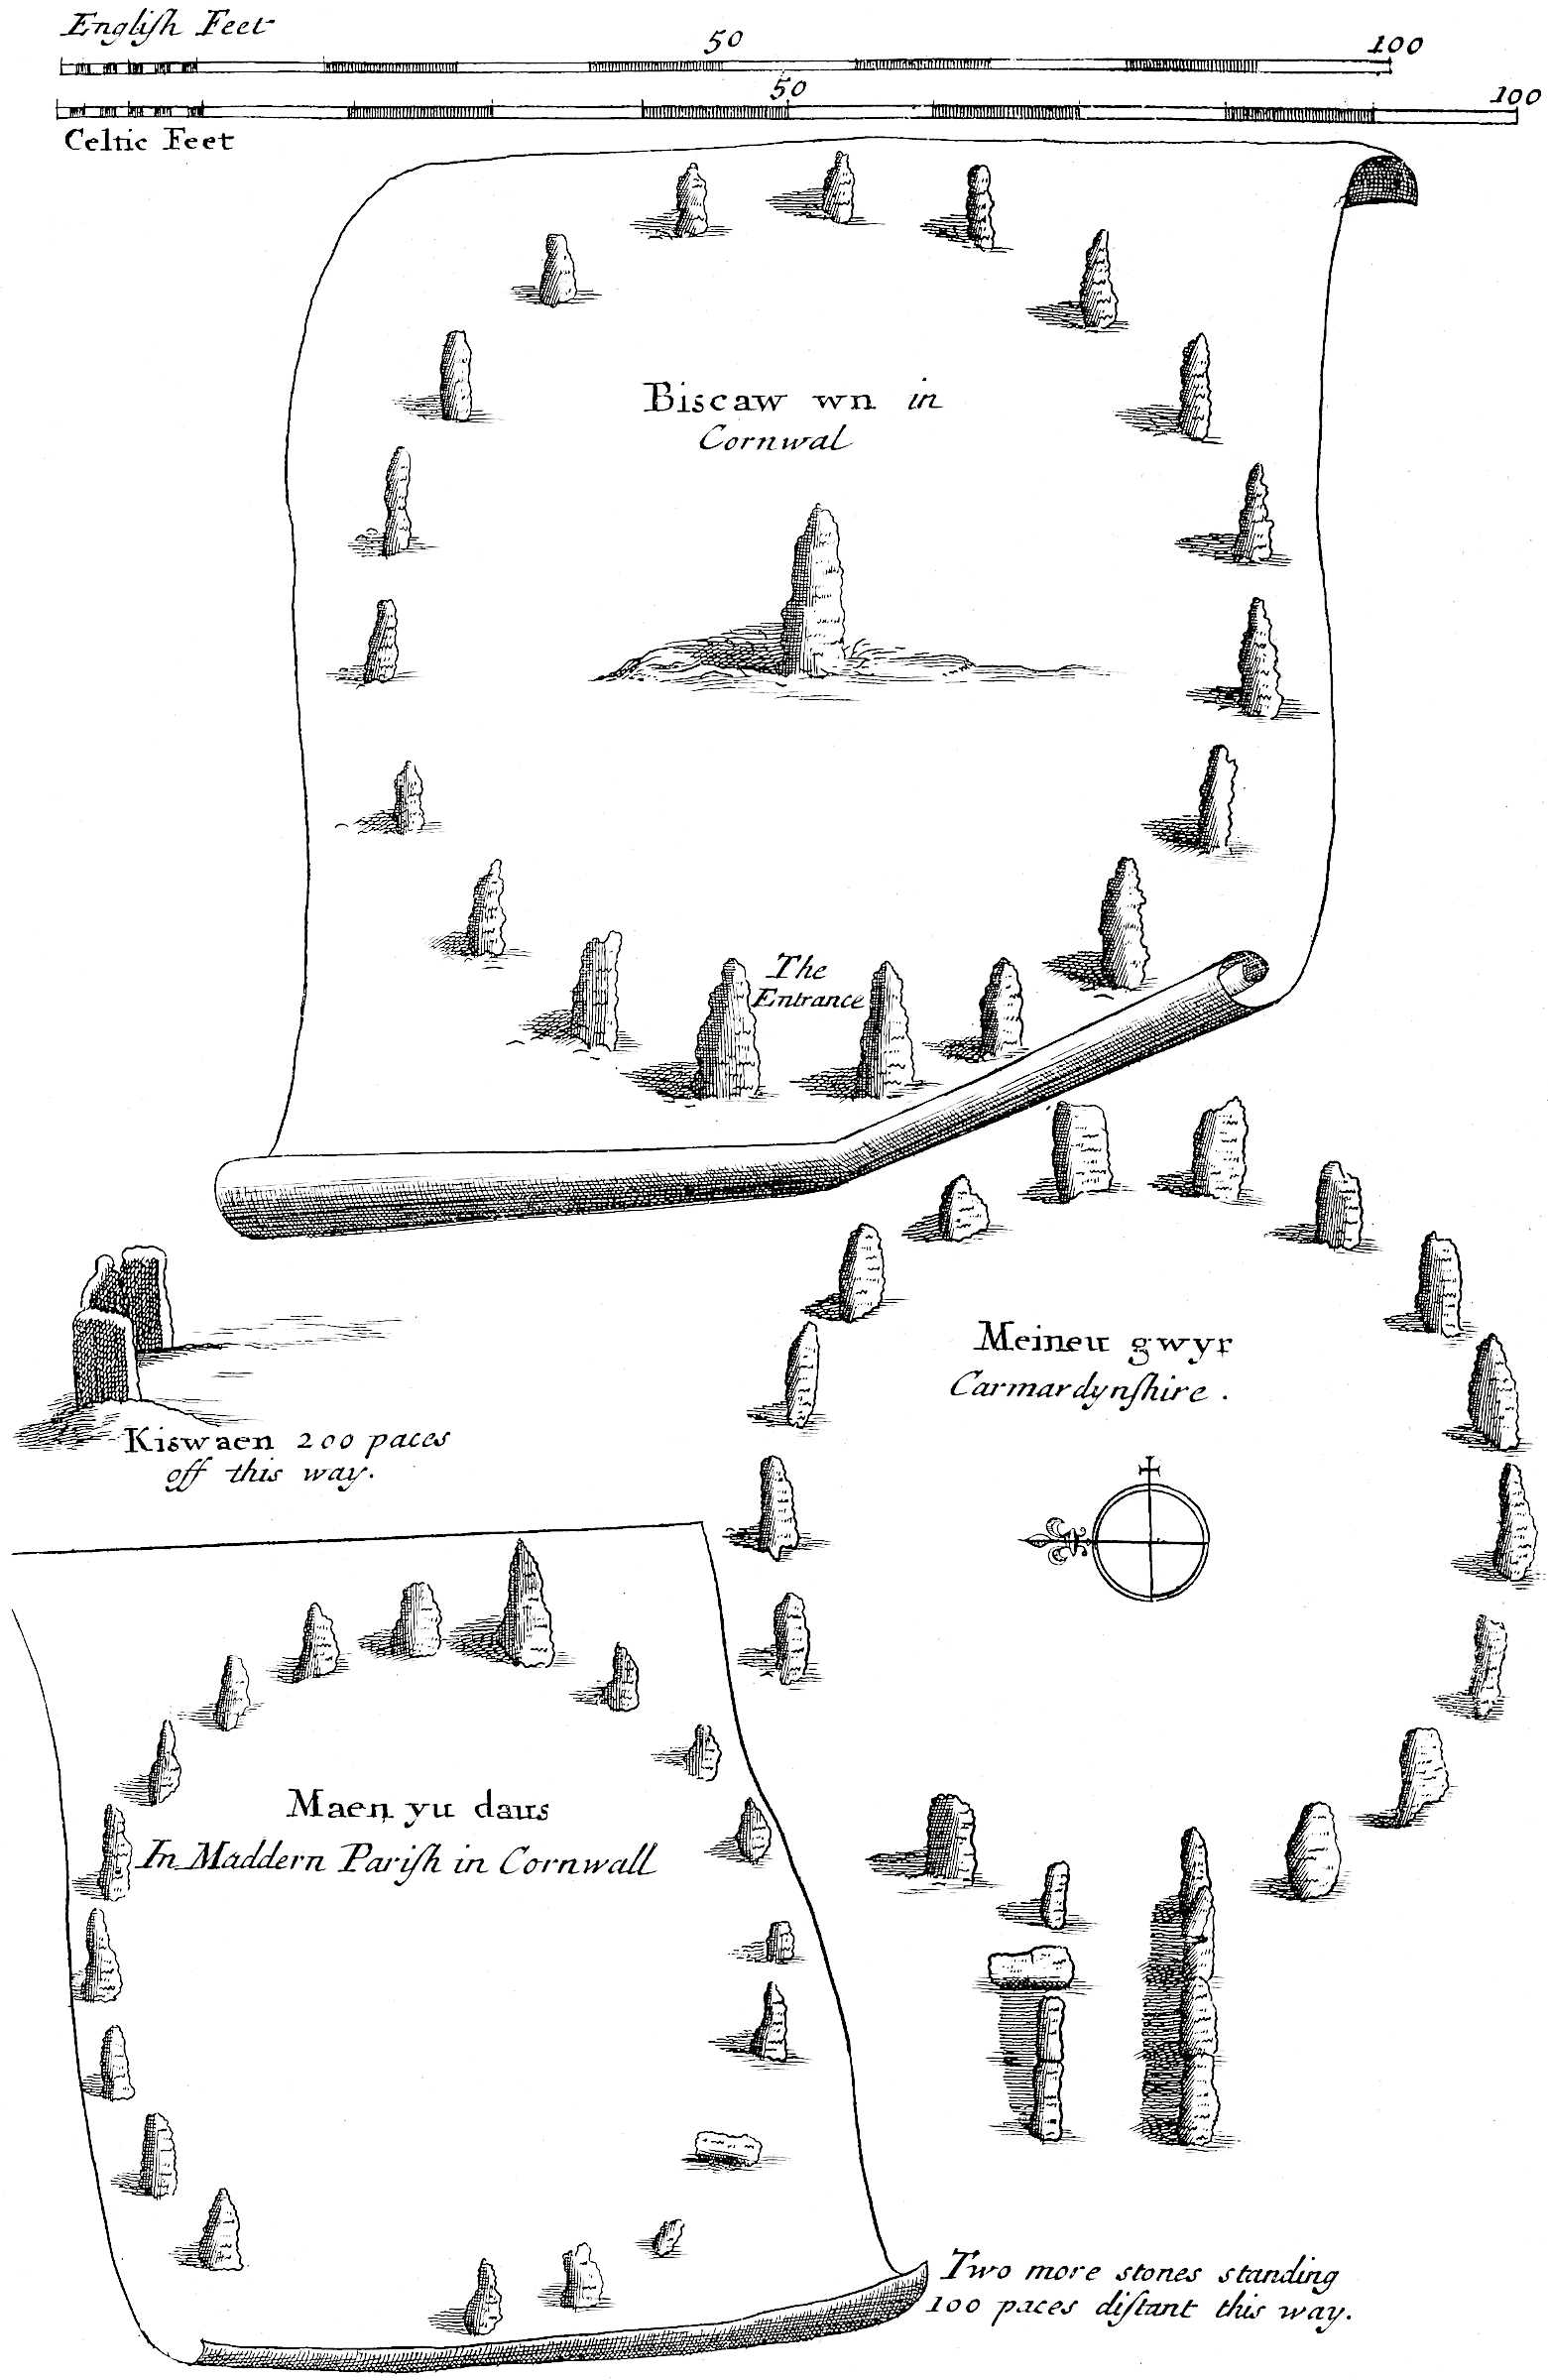 Engliſh Feet
50
100
50
100
Celtic Feet
Biscaw wn in
Cornwal
The
Entrance
Meineu gwyr
Carmardynſhire.
Kiswaen 200 paces
off this way.
Maen yu daus
In Maddern Pariſh in Cornwall
Two more stones standing
100 paces diſtant this way.